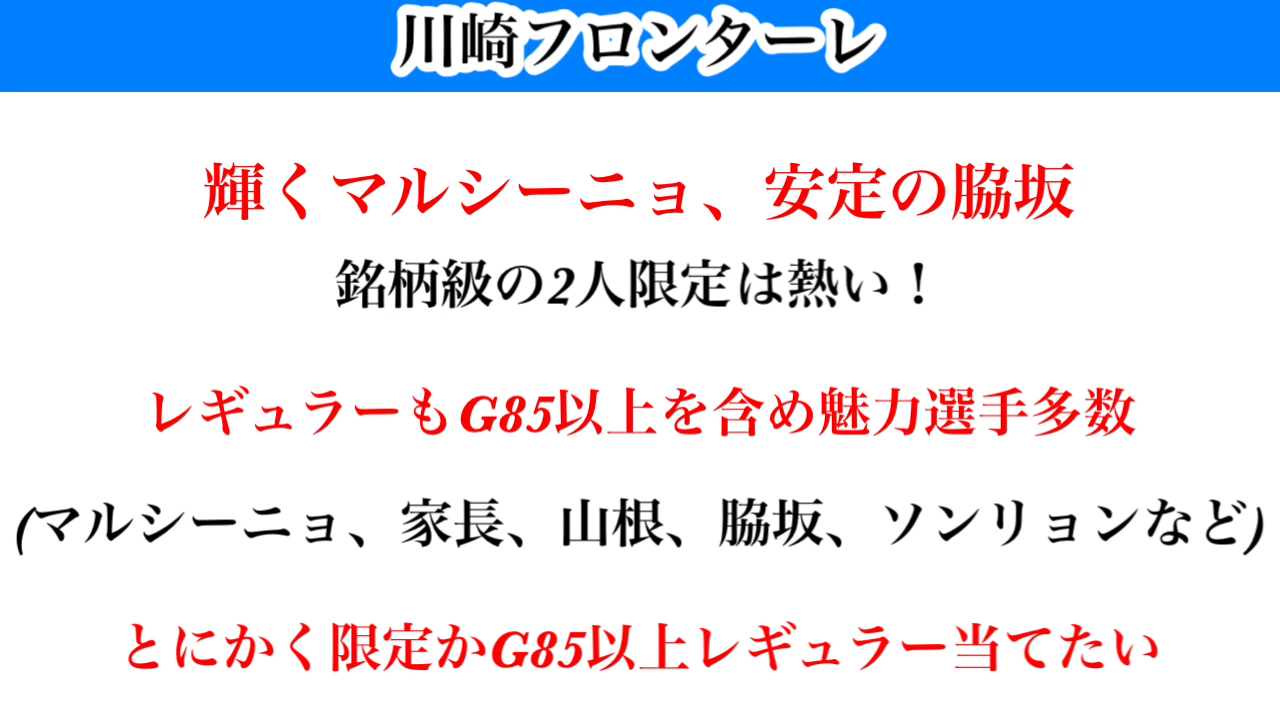 川崎フロンターレ
輝くマルシーニョ、安定の脇坂
銘柄級の2人限定は熱い！
レギュラーもG85以上を含め魅力選手多数
(マルシーニョ、家長、山根、脇坂、ソンリョンなど)
とにかく限定かG85以上レギュラー当てたい